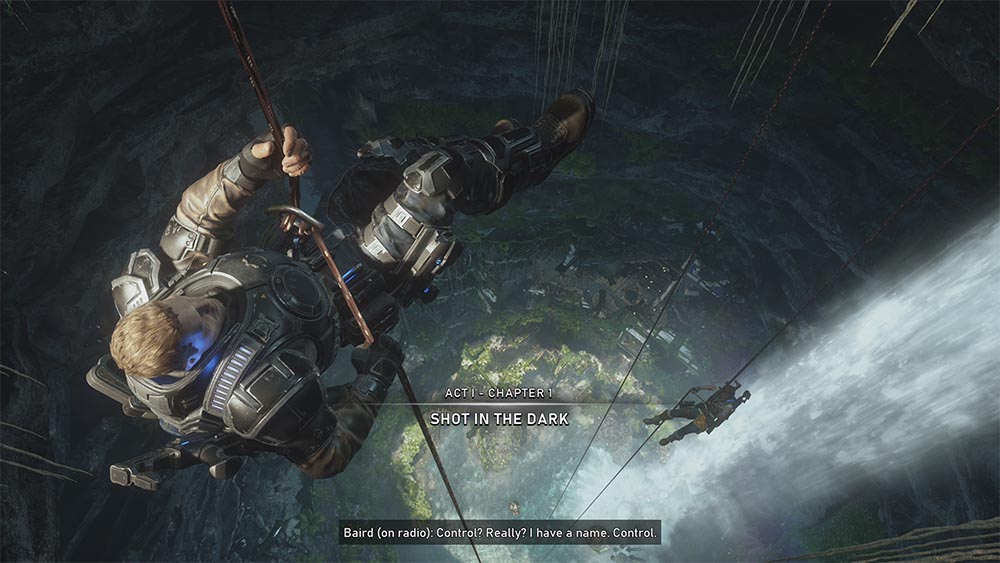 ACT I - CHAPTER 1
SHOT IN THE DARK
Baird (on radio): Control? Really? I have a name. Control.